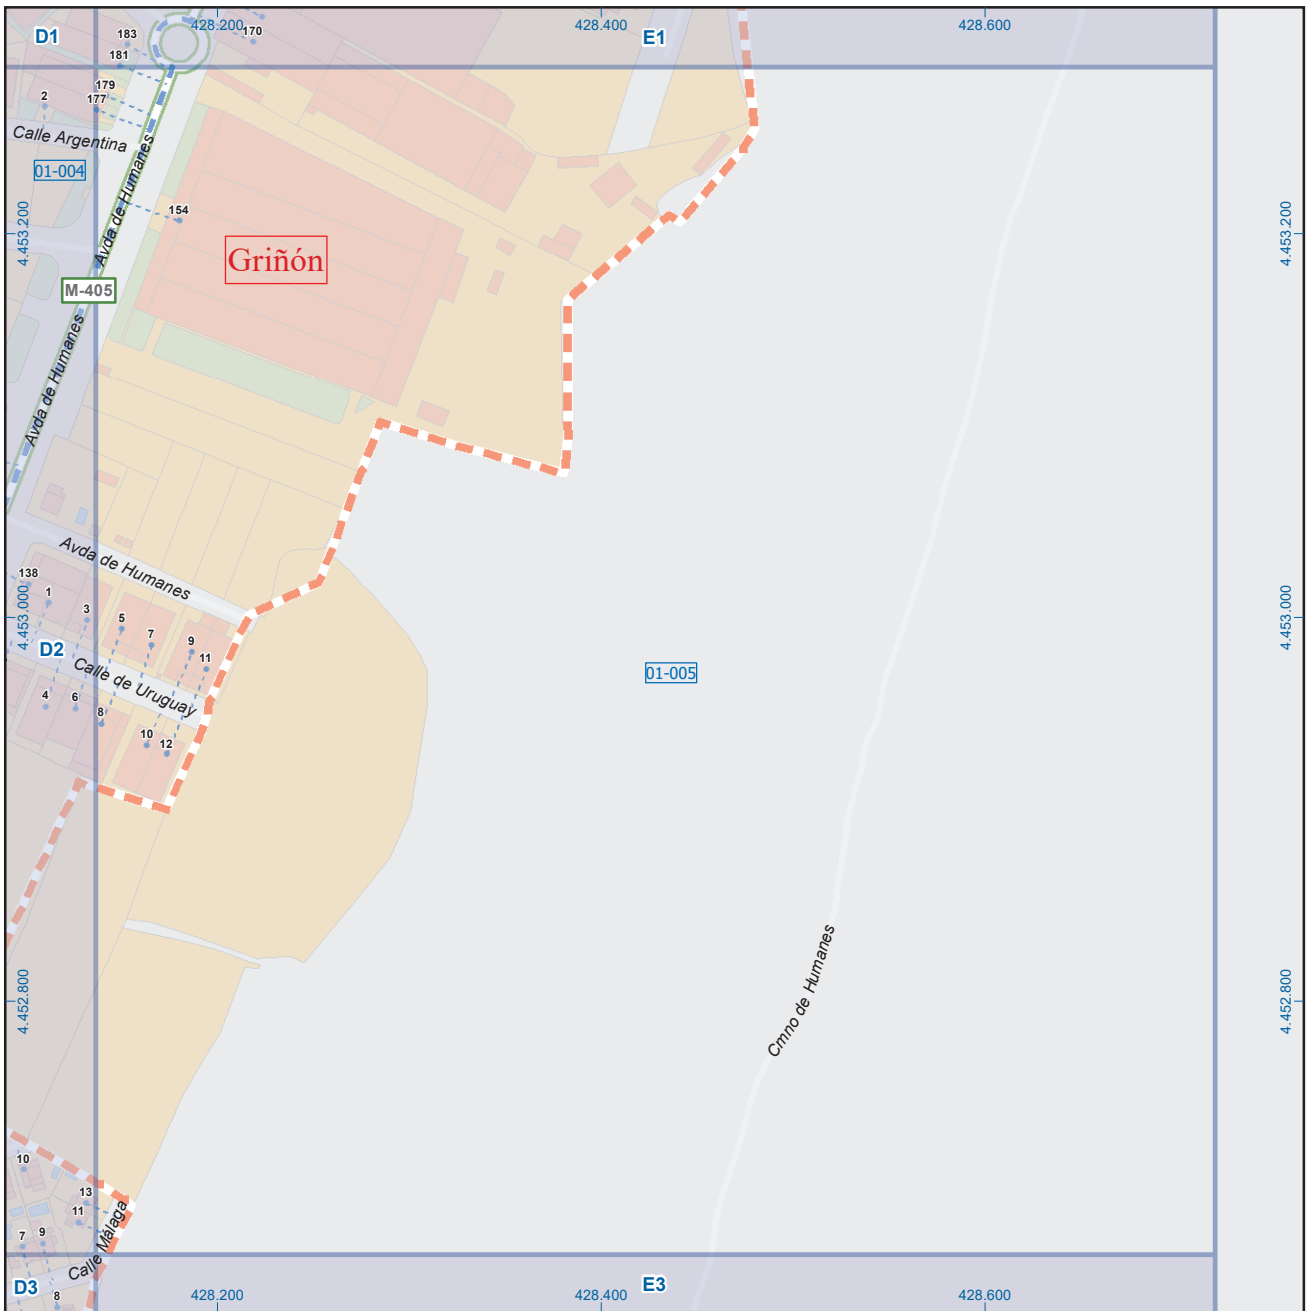 D1
428.200
428.400
E1
428.600
183
170
181
179
177
2
Calle Argentina
01-004
Avda de Humanes
154
4.453.200
4.453.200
Griñón
M-405
Avda de Humanes
Avda de Humanes
138
1
3
5
7
9
11
4.453.000
4.453.000
D2
Calle de Uruguay
01-005
4
6
8
10
12
Cmno de Humanes
4.452.800
4.452.800
10
13
11
7
9
Calle Málaga
D3
8
E3
428.200
428.400
428.600